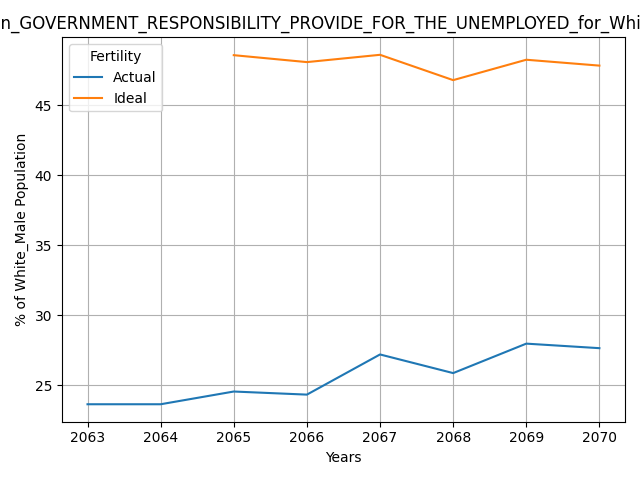 n_GOVERNMENT_RESPONSIBILITY_PROVIDE_FOR_THE_UNEMPLOYED_for_Whi
Fertility
Actual
Ideal
45
40
35
30
25
% of White_Male Population
2063 2064 2065 2066 2067 2068 2069 2070
Years